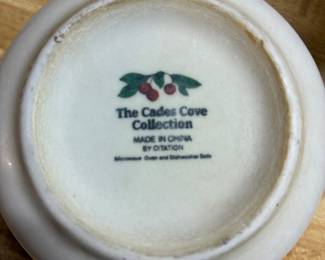 The Cades Cove
Collection
MADE IN CHINA
BY CITATION
Microwave Oven and Dishwasher Safe